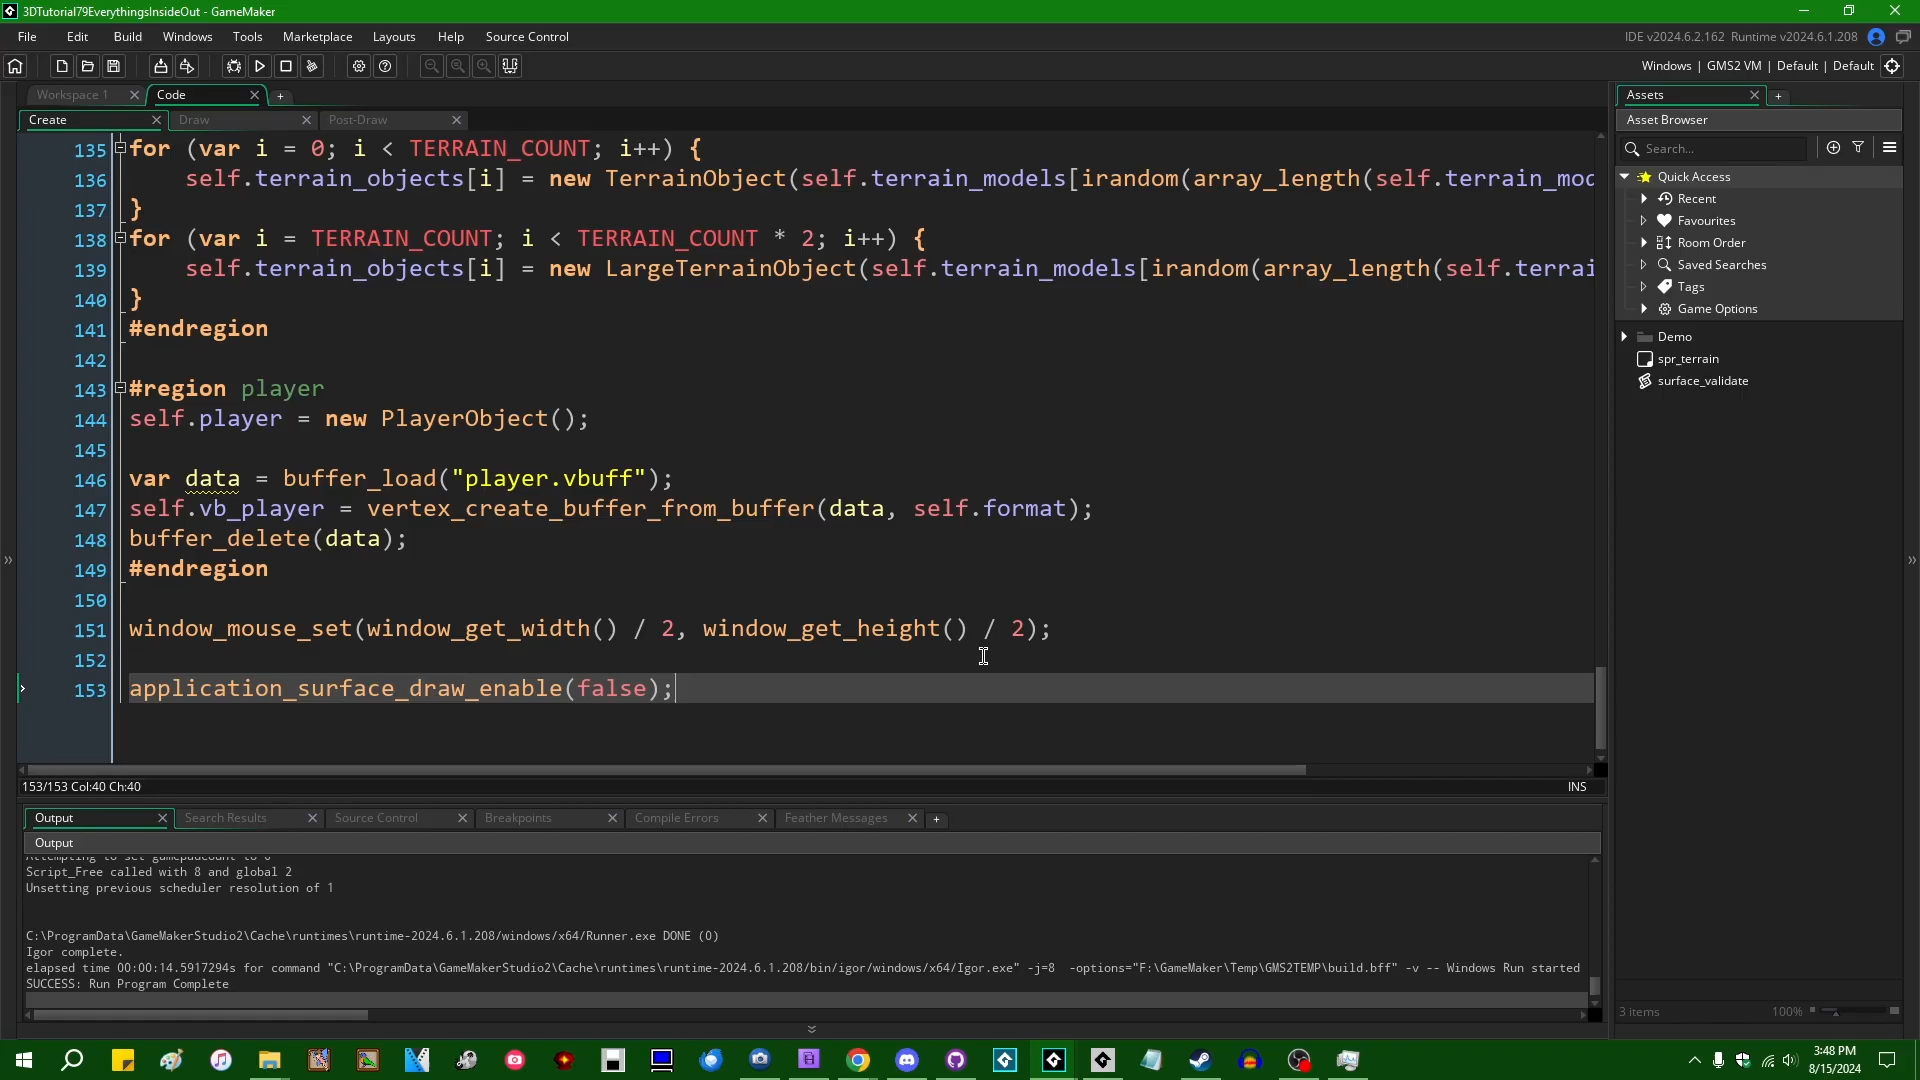 3DTutorial79EverythingsInsideOut - GameMaker
File Edit Build Windows Tools Marketplace Layouts Help Source Control
IDE v2024.6.2.162 Runtime v2024.6.1.208
Windows | GMS2 VM | Default | Default
Workspace 1 Code +
Create Draw Post-Draw
135 for (var i = 0; i < TERRAIN_COUNT; i++) {
136 self.terrain_objects[i] = new TerrainObject(self.terrain_models[irandom(array_length(self.terrain_mod
137 }
138 for (var i = TERRAIN_COUNT; i < TERRAIN_COUNT * 2; i++) {
139 self.terrain_objects[i] = new LargeTerrainObject(self.terrain_models[irandom(array_length(self.terrai
140 }
141 #endregion
142
143 #region player
144 self.player = new PlayerObject();
145
146 var data = buffer_load("player.vbuff");
147 self.vb_player = vertex_create_buffer_from_buffer(data, self.format);
148 buffer_delete(data);
149 #endregion
150
151 window_mouse_set(window_get_width() / 2, window_get_height() / 2);
152
153 application_surface_draw_enable(false);
153/153 Col:40 Ch:40 INS
Output Search Results Source Control Breakpoints Compile Errors Feather Messages +
Output
Attempting to set gamepadcount to 0
Script_Free called with 8 and global 2
Unsetting previous scheduler resolution of 1
C:\ProgramData\GameMakerStudio2\Cache\runtimes\runtime-2024.6.1.208/windows/x64/Runner.exe DONE (0)
Igor complete.
elapsed time 00:00:14.5917294s for command "C:\ProgramData\GameMakerStudio2\Cache\runtimes\runtime-2024.6.1.208/bin/igor/windows/x64/Igor.exe" -j=8 -options="F:\GameMaker\Temp\GMS2TEMP\build.bff" -v -- Windows Run started
SUCCESS: Run Program Complete
Assets +
Asset Browser
Search...
Quick Access
Recent
Favourites
Room Order
Saved Searches
Tags
Game Options
Demo
spr_terrain
surface_validate
3 items 100%
3:48 PM
8/15/2024